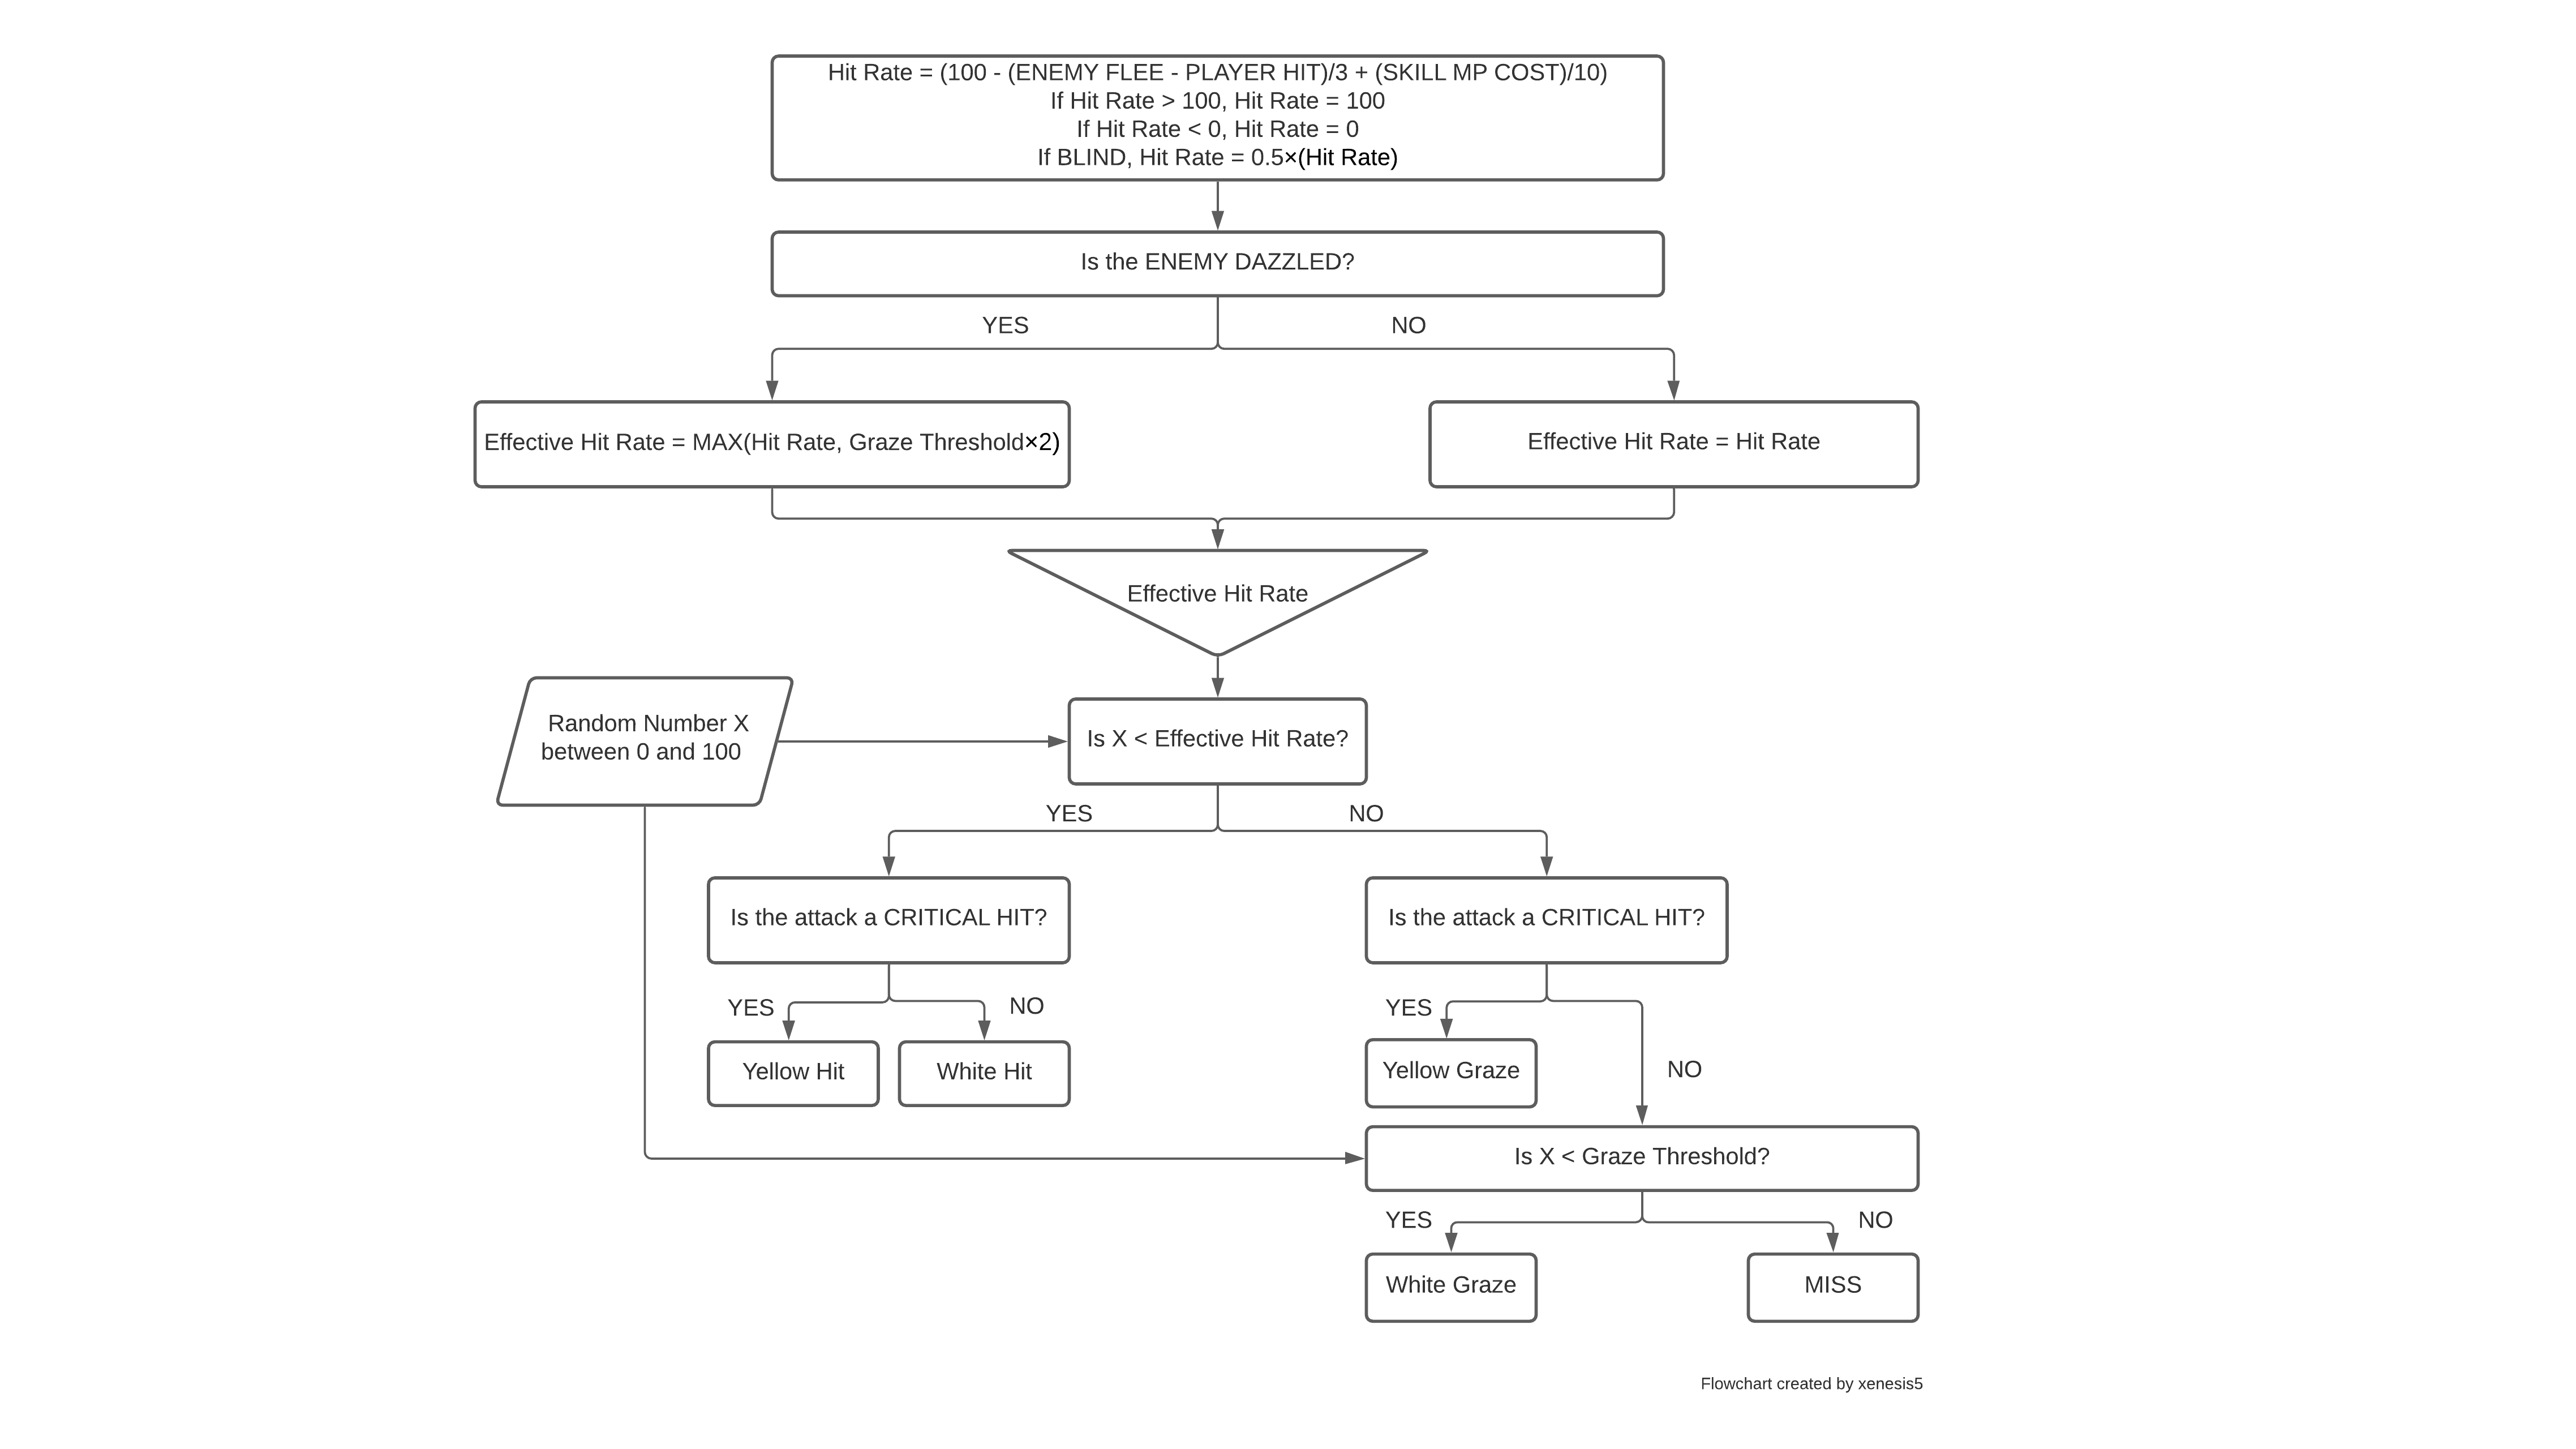 Hit Rate = (100 - (ENEMY FLEE - PLAYER HIT)/3 + (SKILL MP COST)/10)
If Hit Rate > 100, Hit Rate = 100
If Hit Rate < 0, Hit Rate = 0
If BLIND, Hit Rate = 0.5×(Hit Rate)
Is the ENEMY DAZZLED?
YES
NO
Effective Hit Rate = MAX(Hit Rate, Graze Threshold×2)
Effective Hit Rate = Hit Rate
Effective Hit Rate
Random Number X
between 0 and 100
Is X < Effective Hit Rate?
YES
NO
Is the attack a CRITICAL HIT?
Is the attack a CRITICAL HIT?
YES
NO
YES
Yellow Hit
White Hit
Yellow Graze
NO
Is X < Graze Threshold?
YES
NO
White Graze
MISS
Flowchart created by xenesis5